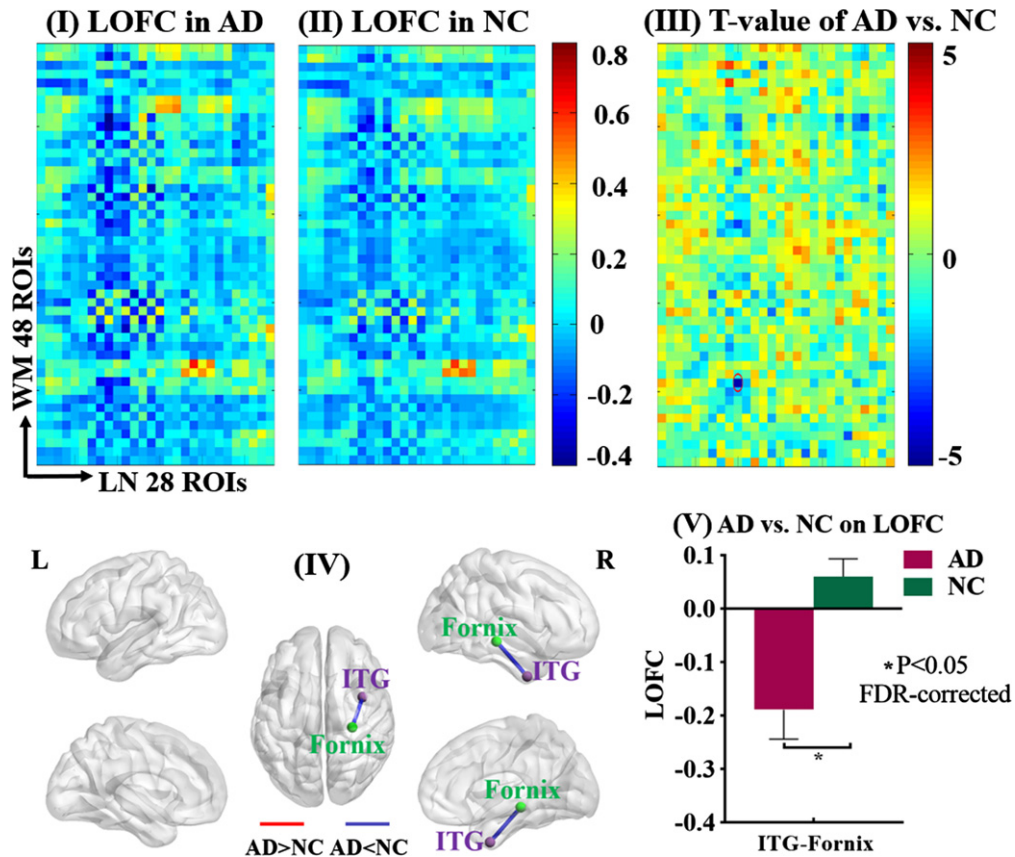 (I) LOFC in AD
(II) LOFC in NC
(III) T-value of AD vs. NC
0.8
0.6
0.4
0.2
0
-0.2
-0.4
5
0
-5
WM 48 ROIs
LN 28 ROIs
L
(IV)
R
Fornix
ITG
ITG
Fornix
Fornix
ITG
AD>NC AD<NC
(V) AD vs. NC on LOFC
AD
NC
0.1
0.0
-0.1
-0.2
-0.3
-0.4
LOFC
*P<0.05
FDR-corrected
*
ITG-Fornix